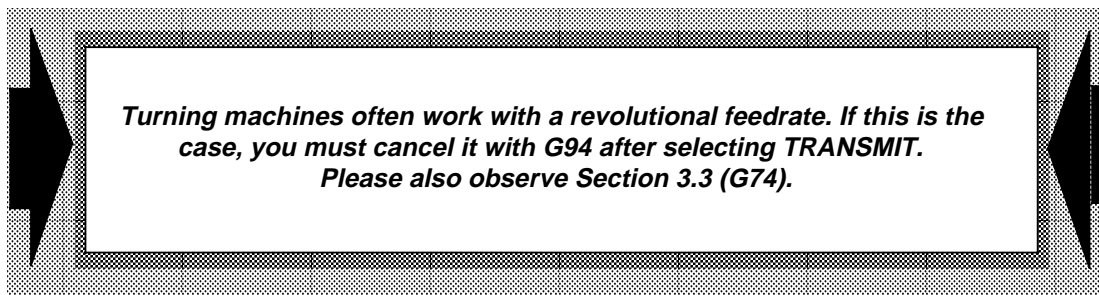 Turning machines often work with a revolutional feedrate. If this is the
case, you must cancel it with G94 after selecting TRANSMIT.
Please also observe Section 3.3 (G74).